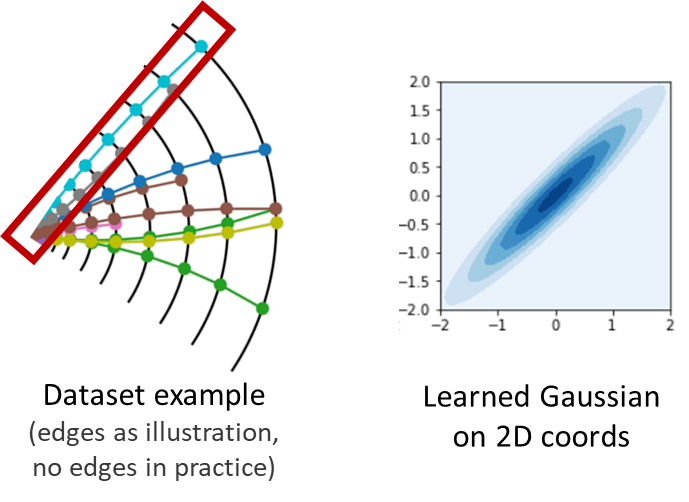 2.0
1.5
1.0
0.5
0.0
−0.5
−1.0
−1.5
−2.0
−2 −1 0 1 2
Dataset example
(edges as illustration,
no edges in practice)
Learned Gaussian
on 2D coords